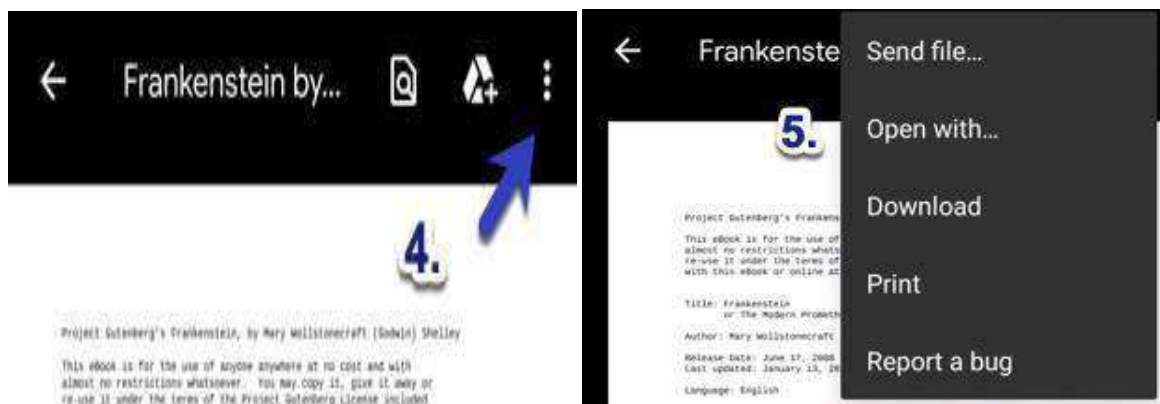 Frankenstein by...
4.
Project Gutenberg's Frankenstein, by Mary Wollstonecraft (Godwin) Shelley
This eBook is for the use of anyone anywhere at no cost and with
almost no restrictions whatsoever. You may copy it, give it away or
re-use it under the terms of the Project Gutenberg License included
Frankenste
5.
Send file...
Open with...
Download
Print
Report a bug
Project Gutenberg's Frankens
This eBook is for the use of
almost no restrictions whats
re-use it under the terms of
with this eBook or online at
Title: Frankenstein
or The Modern Prometh
Author: Mary Wollstonecraft
Release Date: June 17, 2008
Last updated: January 13, 20
Language: English